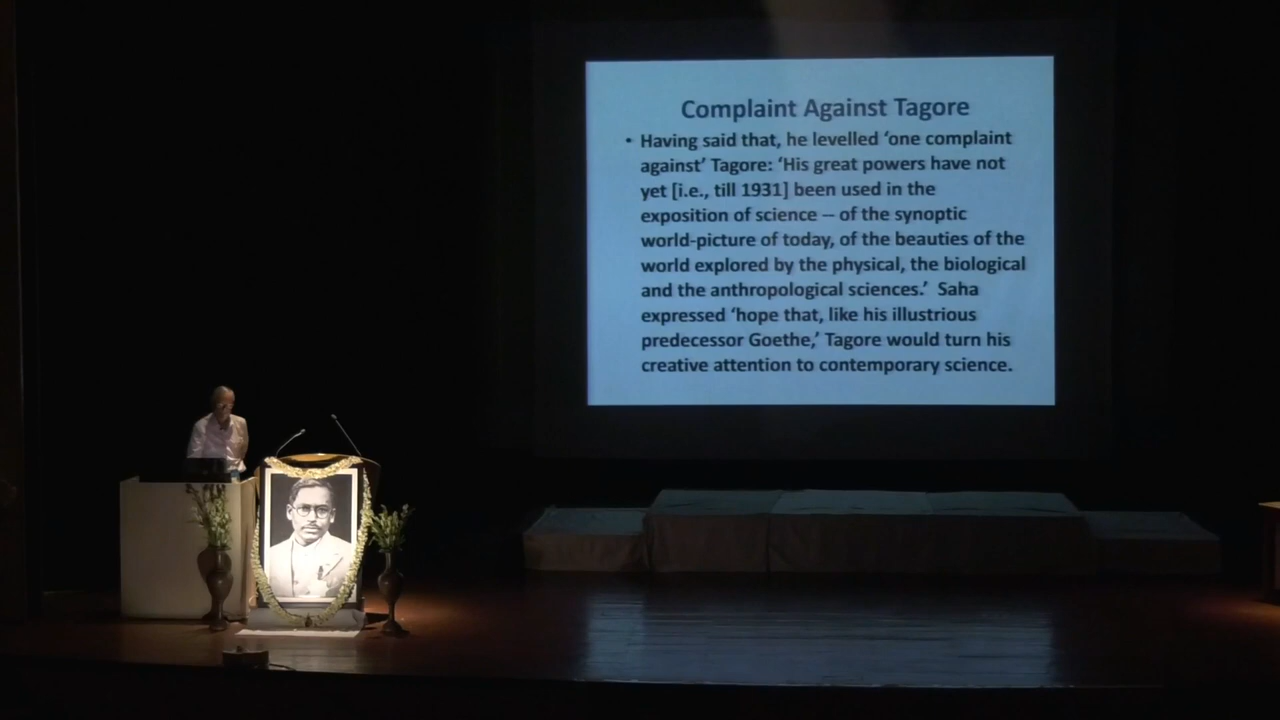 Complaint Against Tagore
• Having said that, he levelled ‘one complaint
against’ Tagore: ‘His great powers have not
yet [i.e., till 1931] been used in the
exposition of science – of the synoptic
world-picture of today, of the beauties of the
world explored by the physical, the biological
and the anthropological sciences.’ Saha
expressed ‘hope that, like his illustrious
predecessor Goethe,’ Tagore would turn his
creative attention to contemporary science.